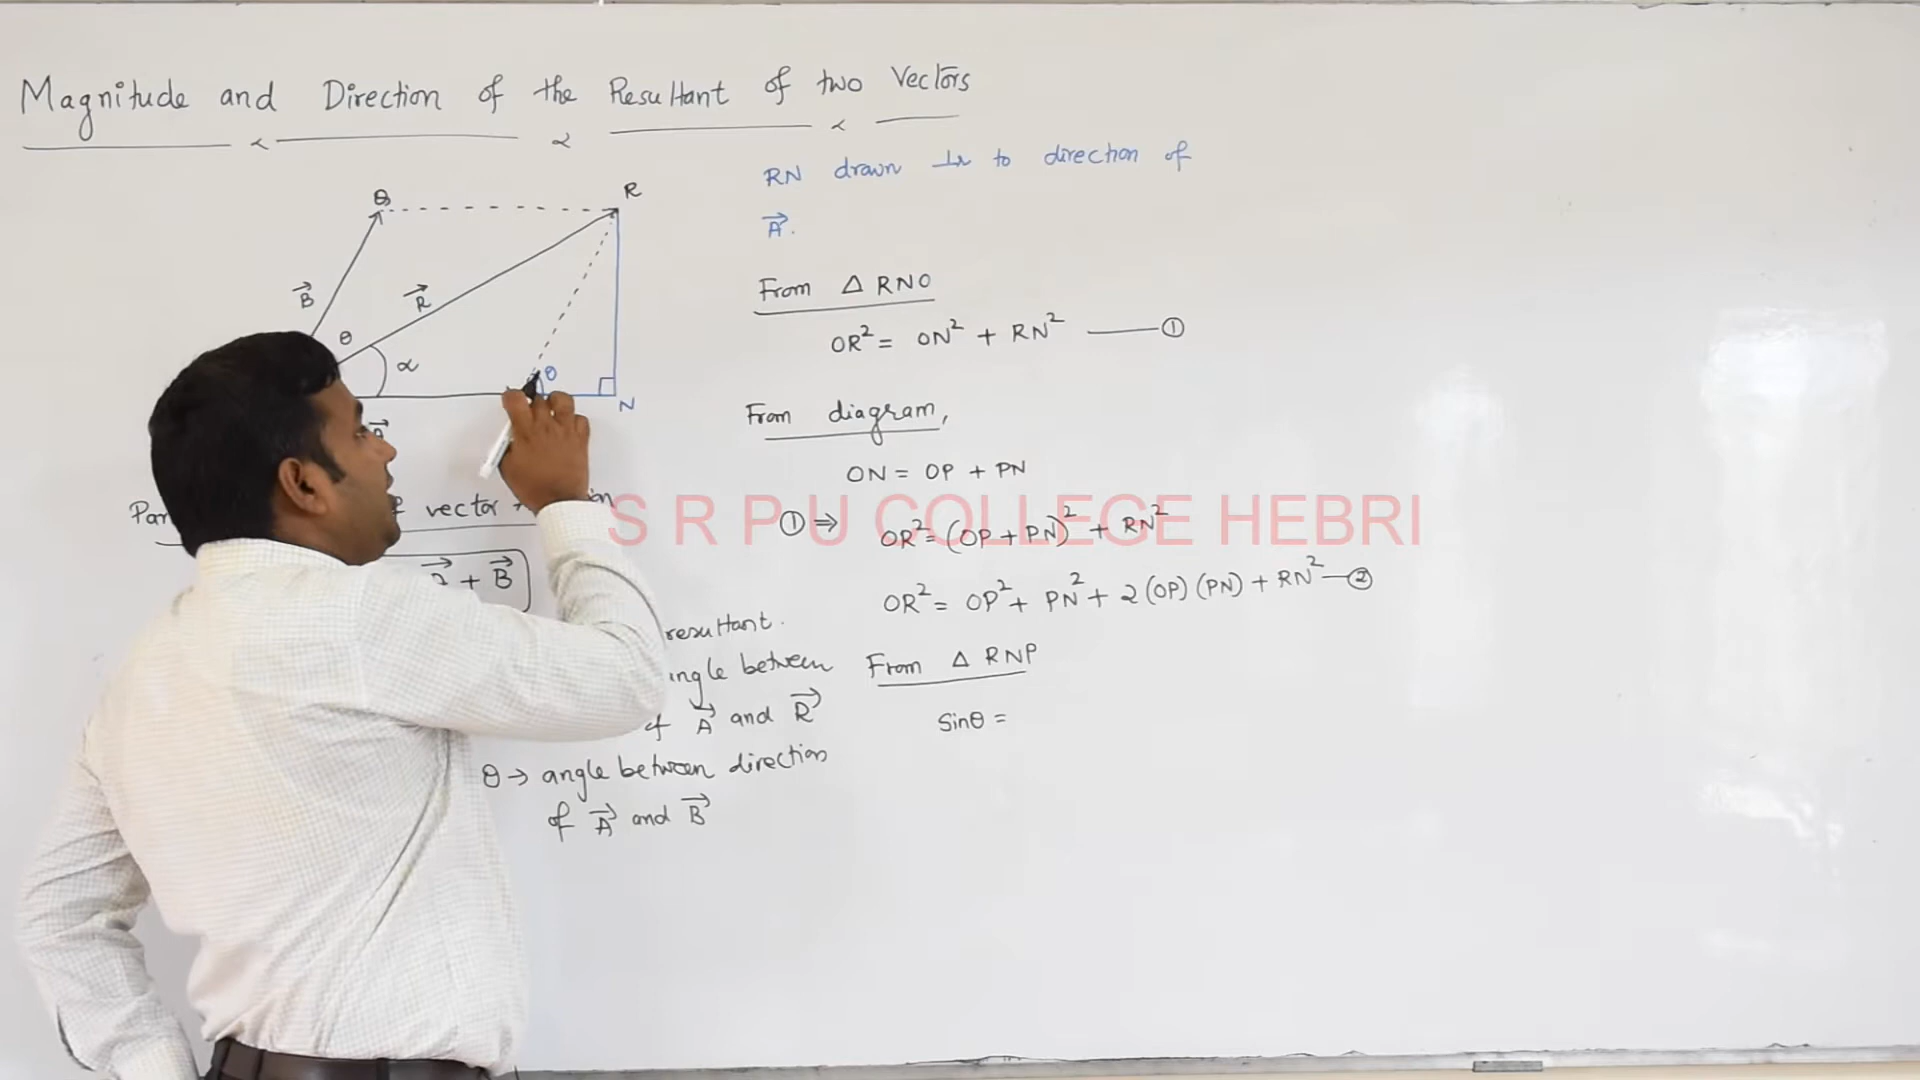 Magnitude and Direction of the Resultant of two Vectors
RN drawn ⊥r to direction of
A⃗.
Q
R
B⃗
R⃗
θ
α
θ
N
From △ RNO
OR² = ON² + RN² —— ①
From diagram,
ON = OP + PN
① ⇒ OR² = (OP + PN)² + RN²
OR² = OP² + PN² + 2 (OP) (PN) + RN² — ②
From △ RNP
Sinθ =
vector
+ B⃗
resultant.
angle between
of A⃗ and R⃗
θ → angle between direction
of A⃗ and B⃗
S R P U COLLEGE HEBRI